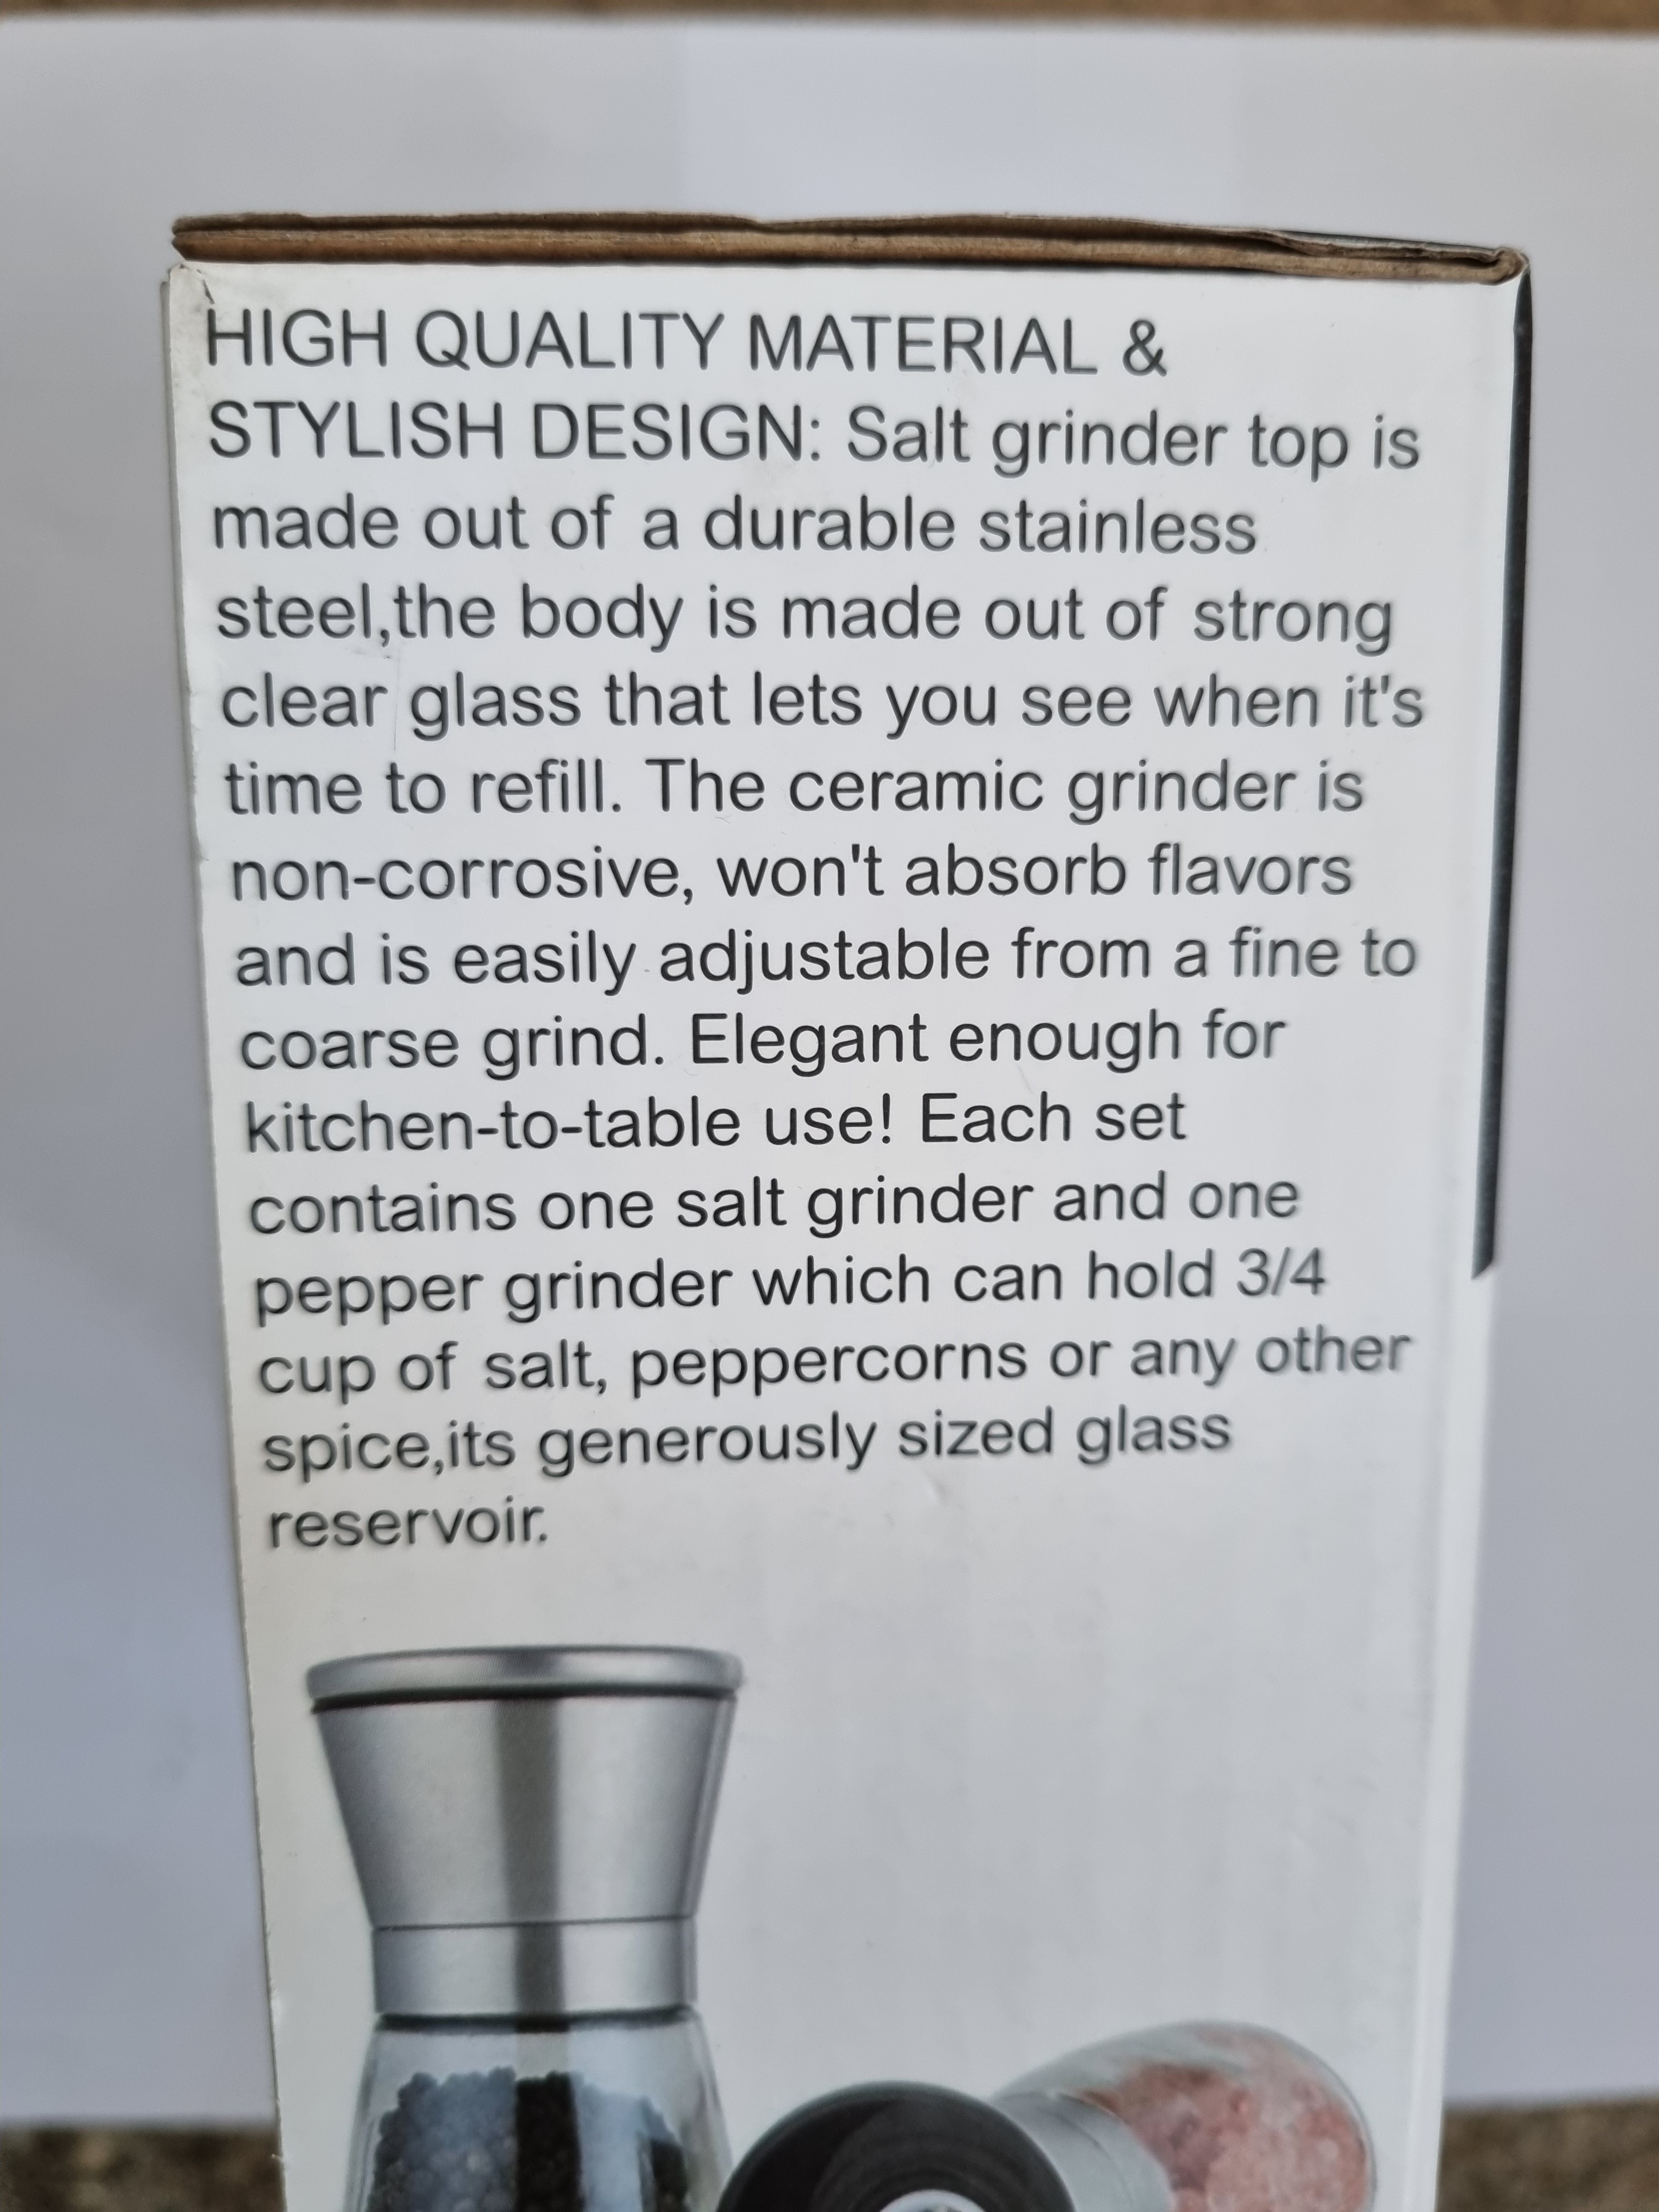 HIGH QUALITY MATERIAL &
STYLISH DESIGN: Salt grinder top is
made out of a durable stainless
steel,the body is made out of strong
clear glass that lets you see when it's
time to refill. The ceramic grinder is
non-corrosive, won't absorb flavors
and is easily adjustable from a fine to
coarse grind. Elegant enough for
kitchen-to-table use! Each set
contains one salt grinder and one
pepper grinder which can hold 3/4
cup of salt, peppercorns or any other
spice,its generously sized glass
reservoir.